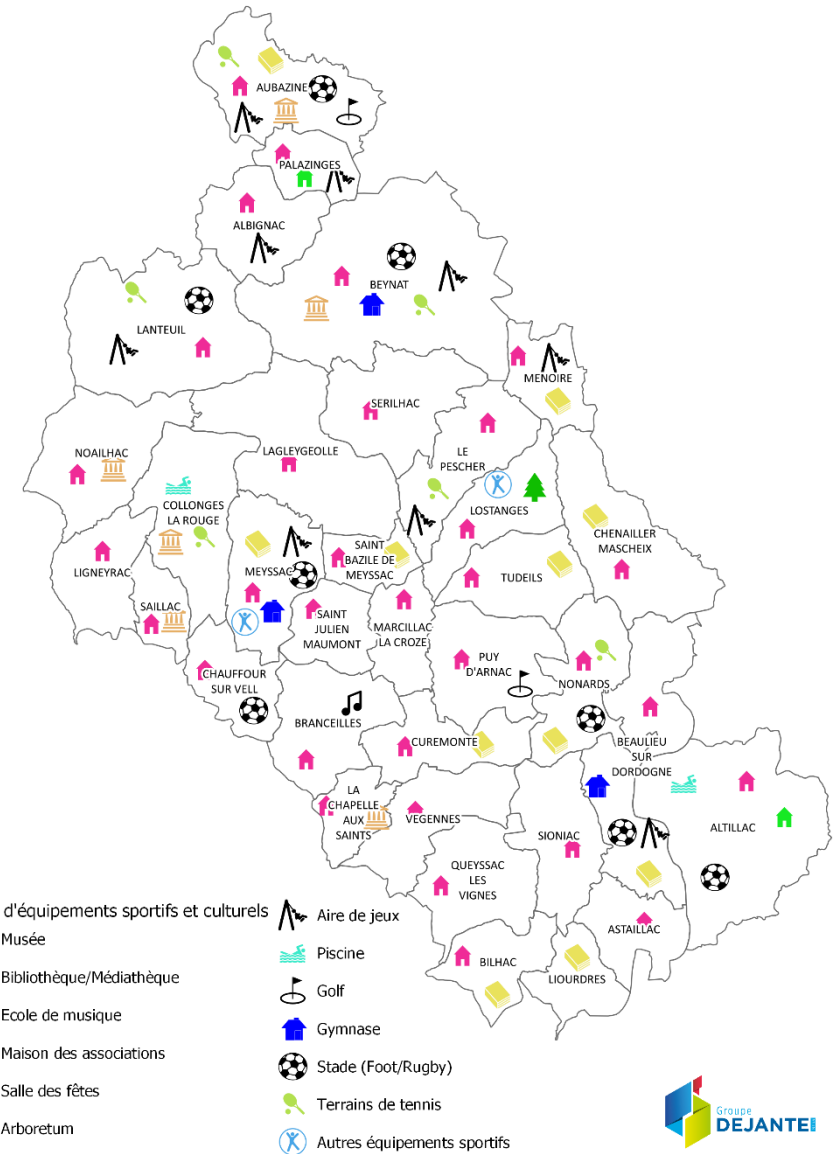 AUBAZINE
PALAZINGES
ALBIGNAC
BEYNAT
LANTEUIL
MENOIRE
SERILHAC
NOAILHAC
LAGLEYGEOLLE
LE
PESCHER
COLLONGES
LA ROUGE
LOSTANGES
CHENAILLER
MASCHEIX
LIGNEYRAC
MEYSSAC
SAINT
BAZILE DE
MEYSSAC
TUDEILS
SAILLAC
SAINT
JULIEN
MAUMONT
MARCILLAC
LA CROZE
CHAUFFOUR
SUR VELL
PUY
D'ARNAC
NONARDS
BRANCEILLES
CUREMONTE
BEAULIEU
SUR
DORDOGNE
LA
CHAPELLE
AUX
SAINTS
VEGENNES
SIONIAC
ALTILLAC
QUEYSSAC
LES
VIGNES
ASTAILLAC
BILHAC
LIOURDRES
d'équipements sportifs et culturels
Musée
Bibliothèque/Médiathèque
Ecole de musique
Maison des associations
Salle des fêtes
Arboretum
Aire de jeux
Piscine
Golf
Gymnase
Stade (Foot/Rugby)
Terrains de tennis
Autres équipements sportifs
Groupe
DEJANTE